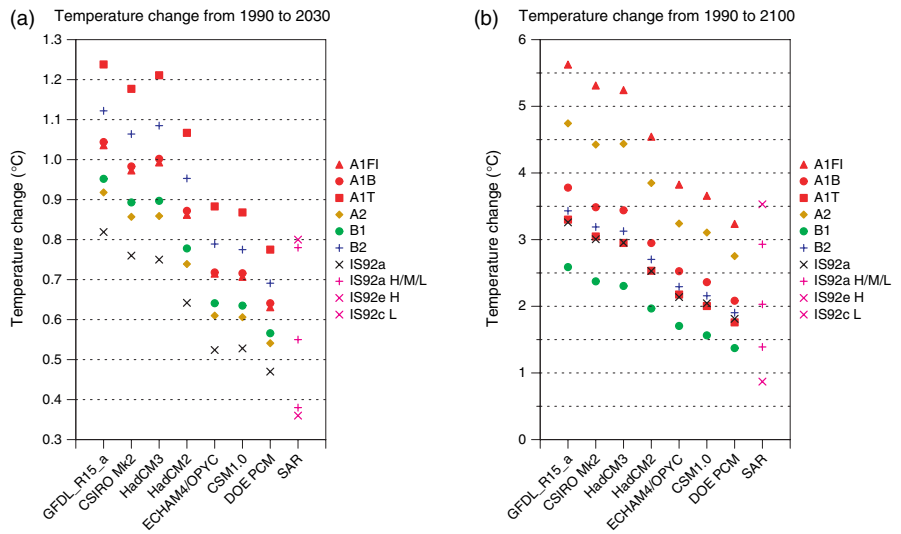 (a) Temperature change from 1990 to 2030
Temperature change (°C)
1.3
1.2
1.1
1.0
0.9
0.8
0.7
0.6
0.5
0.4
0.3
GFDL_R15_a
CSIRO Mk2
HadCM3
HadCM2
ECHAM4/OPYC
CSM1.0
DOE PCM
SAR
A1FI
A1B
A1T
A2
B1
B2
IS92a
IS92a H/M/L
IS92e H
IS92c L
(b) Temperature change from 1990 to 2100
Temperature change (°C)
6
5
4
3
2
1
0
GFDL_R15_a
CSIRO Mk2
HadCM3
HadCM2
ECHAM4/OPYC
CSM1.0
DOE PCM
SAR
A1FI
A1B
A1T
A2
B1
B2
IS92a
IS92a H/M/L
IS92e H
IS92c L